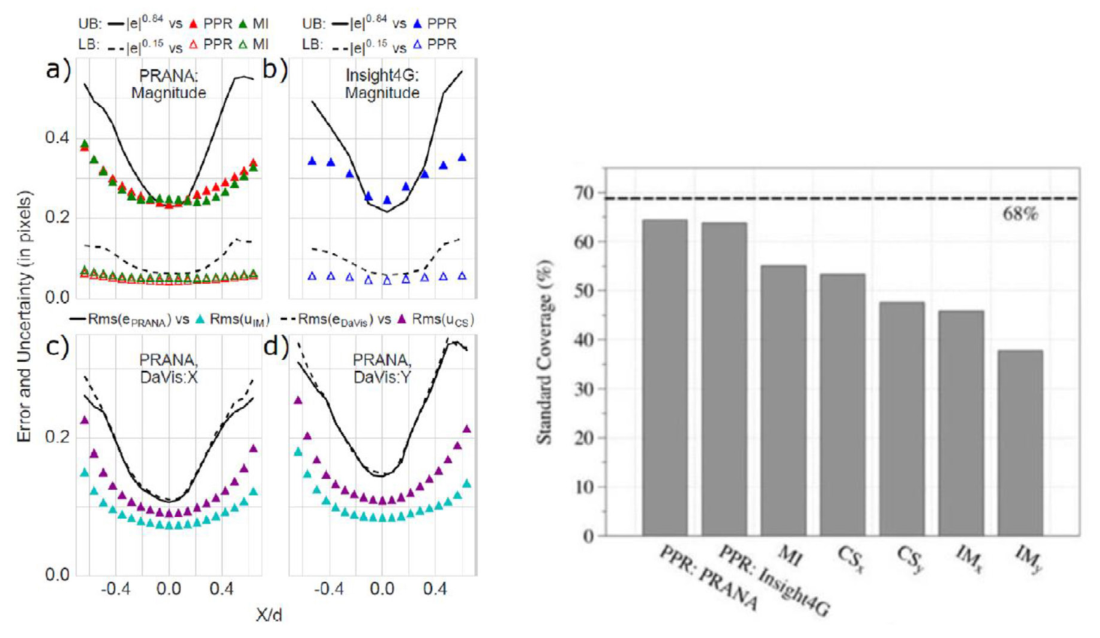 UB: |e|^0.84 vs ▲ PPR ▲ MI
LB: |e|^0.15 vs △ PPR △ MI
UB: |e|^0.84 vs ▲ PPR
LB: |e|^0.15 vs △ PPR
a)
PRANA:
Magnitude
b)
Insight4G:
Magnitude
0.4
0.2
0.0
Rms(e_PRANA) vs ▲ Rms(u_IM)
Rms(e_DaVis) vs ▲ Rms(u_CS)
c)
PRANA,
DaVis:X
d)
PRANA,
DaVis:Y
0.2
0.0
-0.4 0.0 0.4
-0.4 0.0 0.4
X/d
Error and Uncertainty (in pixels)
Standard Coverage (%)
70
60
50
40
30
20
10
0
68%
PPR: PRANA
PPR: Insight4G
MI
CS_x
CS_y
IM_x
IM_y